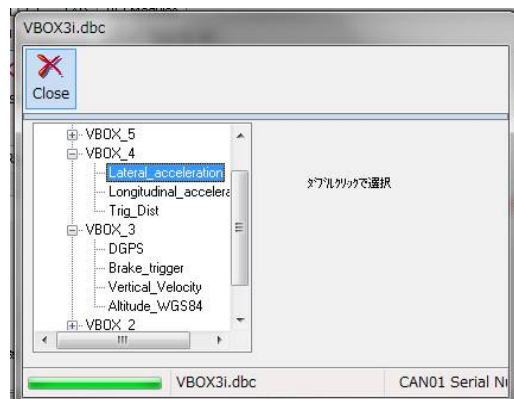 VBOX3i.dbc
Close
VBOX_5
VBOX_4
Lateral_acceleration
Longitudinal_accelera
Trig_Dist
VBOX_3
DGPS
Brake_trigger
Vertical_Velocity
Altitude_WGS84
VBOX_2
ﾀﾞﾌﾞﾙｸﾘｯｸで選択
VBOX3i.dbc
CAN01 Serial Nu